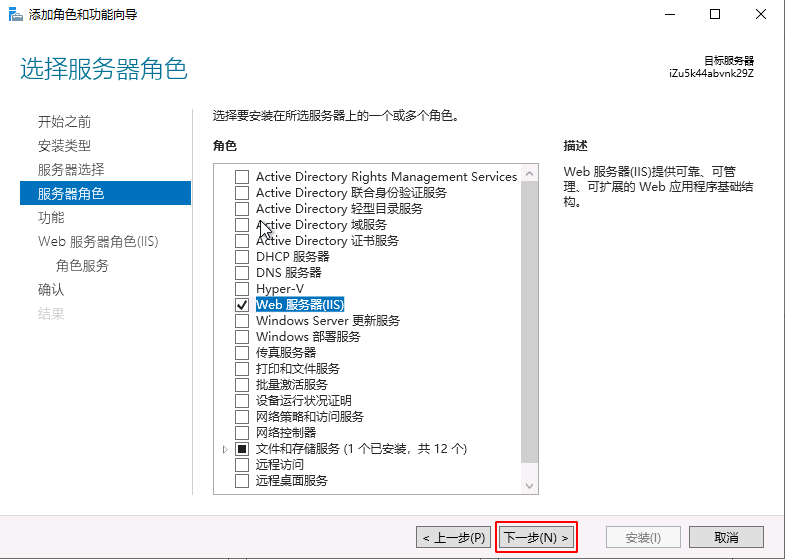 添加角色和功能向导
选择服务器角色
目标服务器
iZu5k44abvnk29Z
开始之前
安装类型
服务器选择
服务器角色
功能
Web 服务器角色(IIS)
角色服务
确认
结果
选择要安装在所选服务器上的一个或多个角色。
角色
Active Directory Rights Management Services
Active Directory 联合身份验证服务
Active Directory 轻型目录服务
Active Directory 域服务
Active Directory 证书服务
DHCP 服务器
DNS 服务器
Hyper-V
Web 服务器(IIS)
Windows Server 更新服务
Windows 部署服务
传真服务器
打印和文件服务
批量激活服务
设备运行状况证明
网络策略和访问服务
网络控制器
文件和存储服务 (1 个已安装，共 12 个)
远程访问
远程桌面服务
描述
Web 服务器(IIS)提供可靠、可管
理、可扩展的 Web 应用程序基础结
构。
< 上一步(P)
下一步(N) >
安装(I)
取消